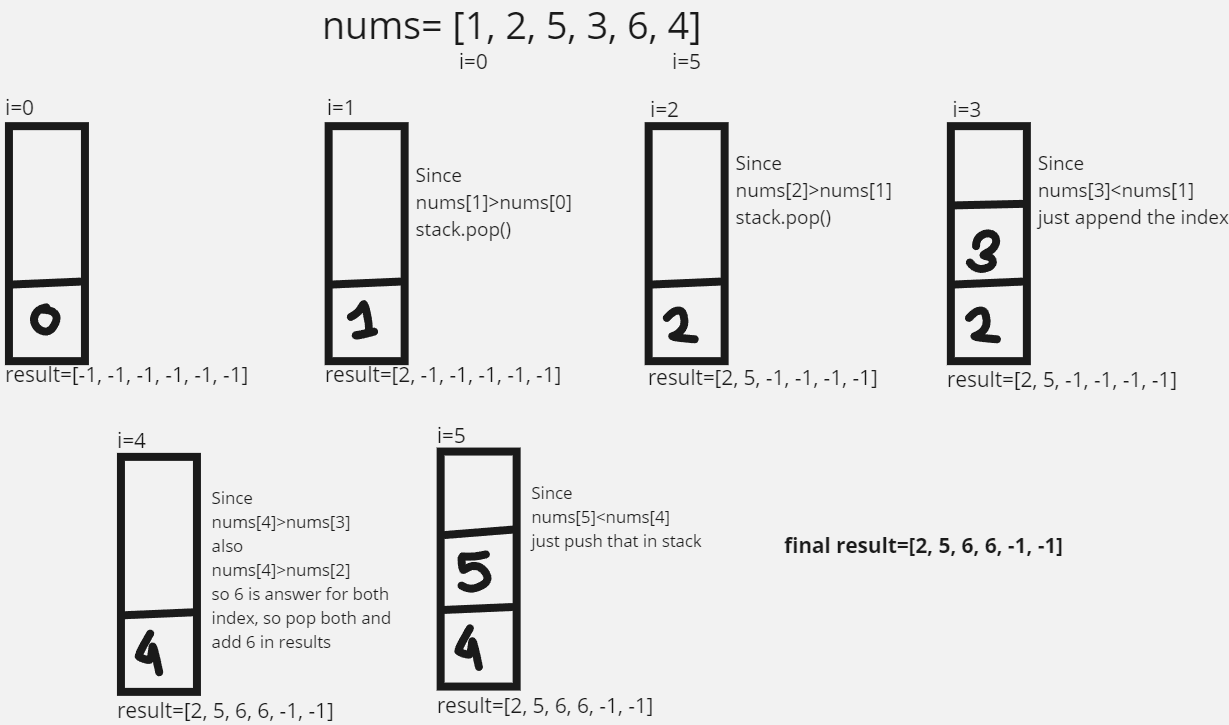 nums= [1, 2, 5, 3, 6, 4]
i=0 i=5
i=0
0
result=[-1, -1, -1, -1, -1, -1]
i=1
Since
nums[1]>nums[0]
stack.pop()
1
result=[2, -1, -1, -1, -1, -1]
i=2
Since
nums[2]>nums[1]
stack.pop()
2
result=[2, 5, -1, -1, -1, -1]
i=3
Since
nums[3]<nums[1]
just append the index
3
2
result=[2, 5, -1, -1, -1, -1]
i=4
Since
nums[4]>nums[3]
also
nums[4]>nums[2]
so 6 is answer for both
index, so pop both and
add 6 in results
4
result=[2, 5, 6, 6, -1, -1]
i=5
Since
nums[5]<nums[4]
just push that in stack
5
4
result=[2, 5, 6, 6, -1, -1]
final result=[2, 5, 6, 6, -1, -1]